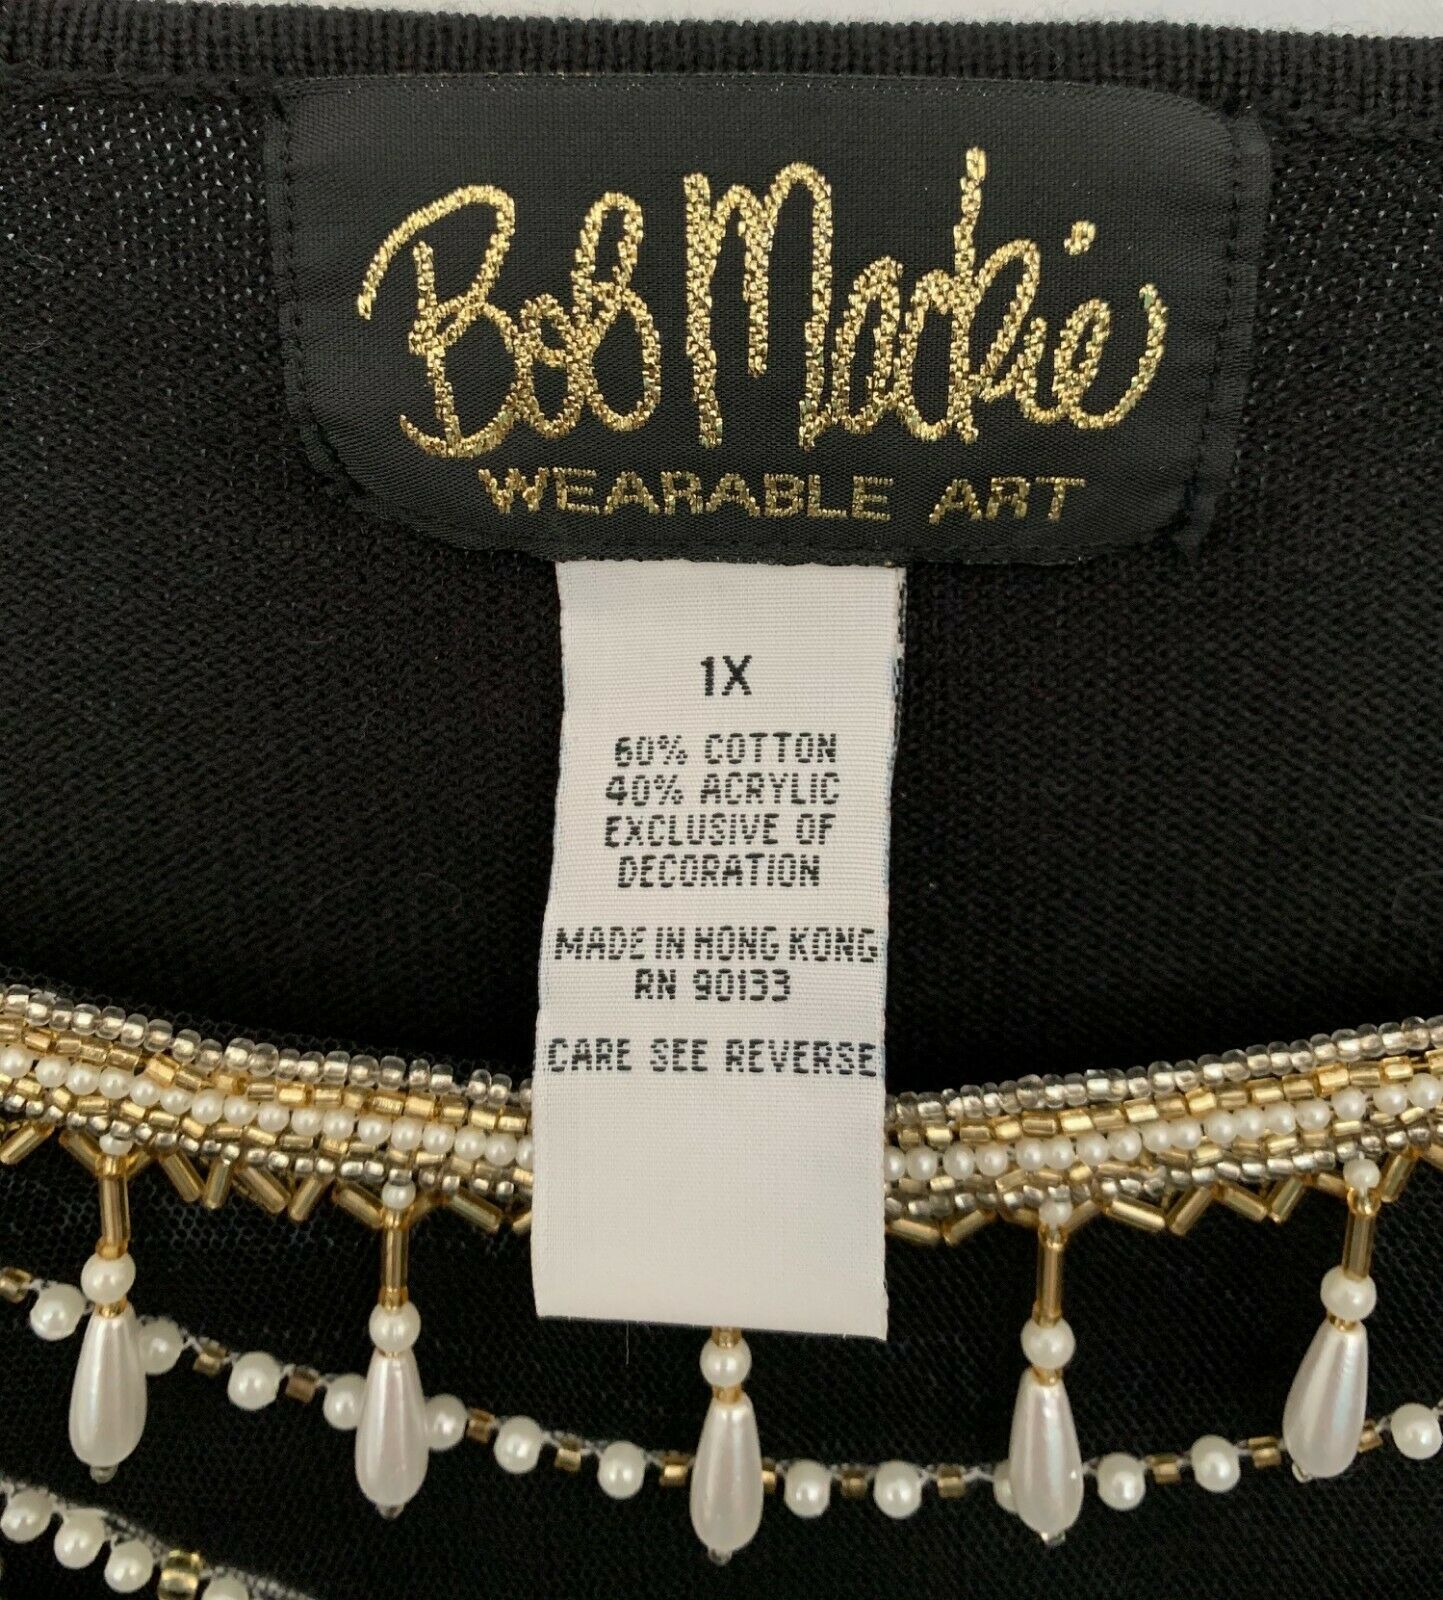 Bob Mackie
WEARABLE ART
1X
60% COTTON
40% ACRYLIC
EXCLUSIVE OF
DECORATION
MADE IN HONG KONG
RN 90133
CARE SEE REVERSE